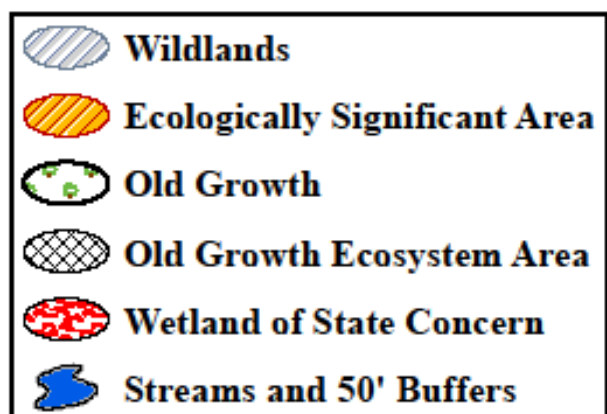 Wildlands
Ecologically Significant Area
Old Growth
Old Growth Ecosystem Area
Wetland of State Concern
Streams and 50' Buffers